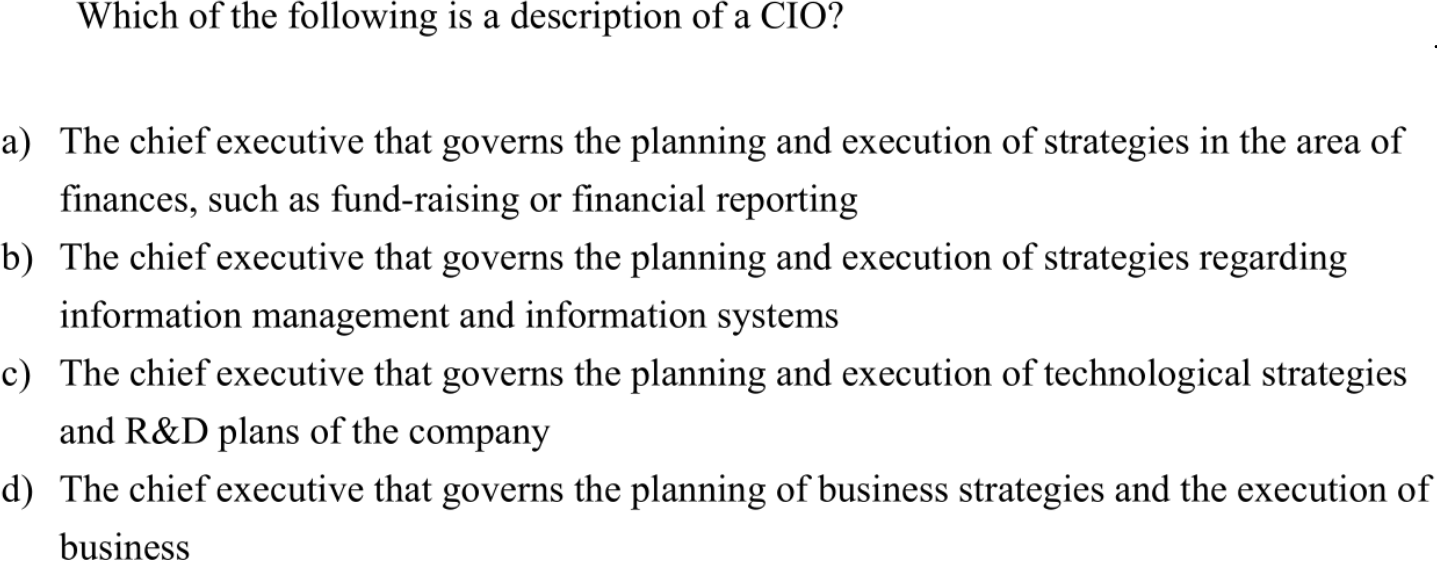 Which of the following is a description of a CIO?
a) The chief executive that governs the planning and execution of strategies in the area of
finances, such as fund-raising or financial reporting
b) The chief executive that governs the planning and execution of strategies regarding
information management and information systems
c) The chief executive that governs the planning and execution of technological strategies
and R&D plans of the company
d) The chief executive that governs the planning of business strategies and the execution of
business